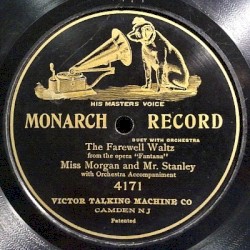 HIS MASTERS VOICE
MONARCH RECORD
DUET WITH ORCHESTRA
The Farewell Waltz
from the opera "Fantana"
Miss Morgan and Mr. Stanley
with Orchestra Accompaniment
4171
VICTOR TALKING MACHINE CO
CAMDEN NJ
Patented